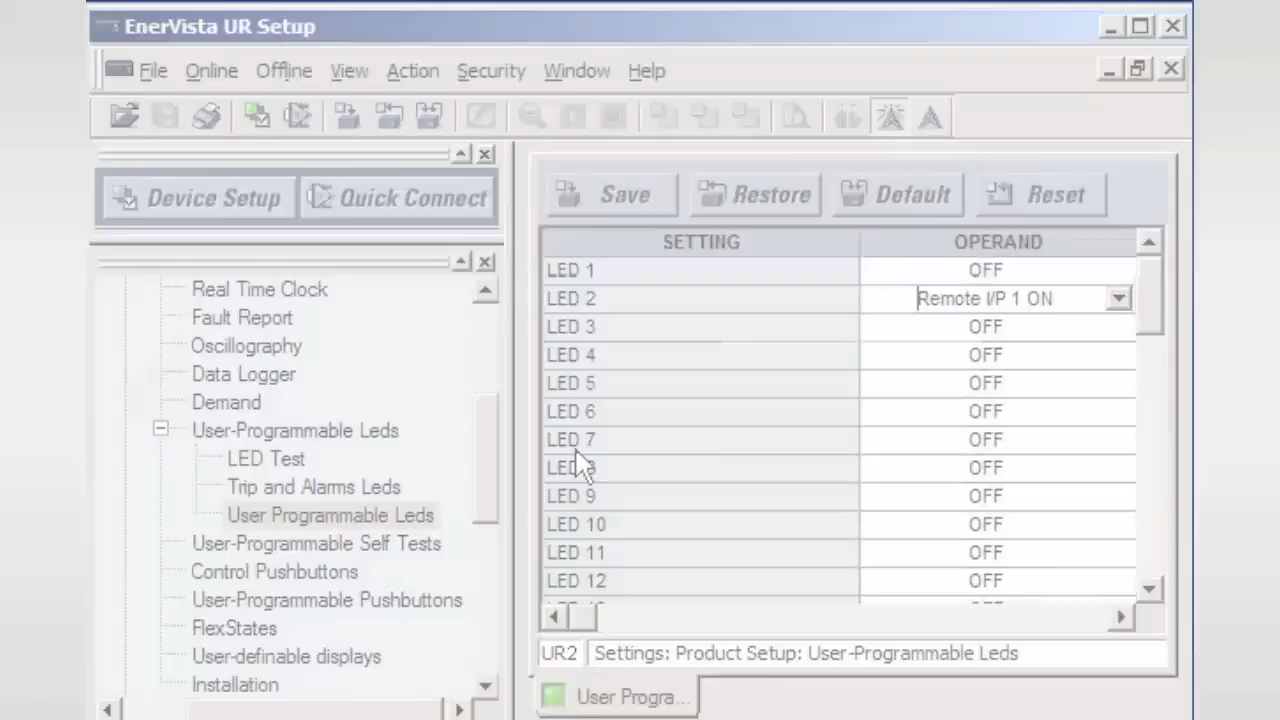 EnerVista UR Setup
File Online Offline View Action Security Window Help
Device Setup Quick Connect
Real Time Clock
Fault Report
Oscillography
Data Logger
Demand
User-Programmable Leds
LED Test
Trip and Alarms Leds
User Programmable Leds
User-Programmable Self Tests
Control Pushbuttons
User-Programmable Pushbuttons
FlexStates
User-definable displays
Installation
Save Restore Default Reset
SETTING OPERAND
LED 1 OFF
LED 2 Remote I/P 1 ON
LED 3 OFF
LED 4 OFF
LED 5 OFF
LED 6 OFF
LED 7 OFF
LED 8 OFF
LED 9 OFF
LED 10 OFF
LED 11 OFF
LED 12 OFF
UR2 Settings: Product Setup: User-Programmable Leds
User Progra...